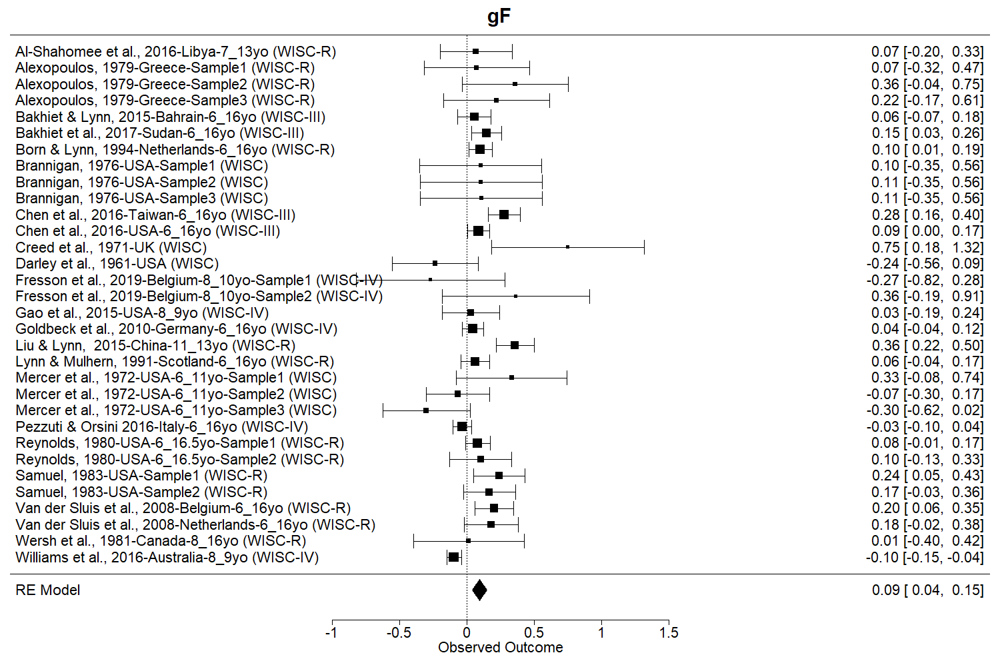 gF
Al-Shahomee et al., 2016-Libya-7_13yo (WISC-R) 0.07 [-0.20, 0.33]
Alexopoulos, 1979-Greece-Sample1 (WISC-R) 0.07 [-0.32, 0.47]
Alexopoulos, 1979-Greece-Sample2 (WISC-R) 0.36 [-0.04, 0.75]
Alexopoulos, 1979-Greece-Sample3 (WISC-R) 0.22 [-0.17, 0.61]
Bakhiet & Lynn, 2015-Bahrain-6_16yo (WISC-III) 0.06 [-0.07, 0.18]
Bakhiet et al., 2017-Sudan-6_16yo (WISC-III) 0.15 [ 0.03, 0.26]
Born & Lynn, 1994-Netherlands-6_16yo (WISC-R) 0.10 [ 0.01, 0.19]
Brannigan, 1976-USA-Sample1 (WISC) 0.10 [-0.35, 0.56]
Brannigan, 1976-USA-Sample2 (WISC) 0.11 [-0.35, 0.56]
Brannigan, 1976-USA-Sample3 (WISC) 0.11 [-0.35, 0.56]
Chen et al., 2016-Taiwan-6_16yo (WISC-III) 0.28 [ 0.16, 0.40]
Chen et al., 2016-USA-6_16yo (WISC-III) 0.09 [ 0.00, 0.17]
Creed et al., 1971-UK (WISC) 0.75 [ 0.18, 1.32]
Darley et al., 1961-USA (WISC) -0.24 [-0.56, 0.09]
Fresson et al., 2019-Belgium-8_10yo-Sample1 (WISC-IV) -0.27 [-0.82, 0.28]
Fresson et al., 2019-Belgium-8_10yo-Sample2 (WISC-IV) 0.36 [-0.19, 0.91]
Gao et al., 2015-USA-8_9yo (WISC-IV) 0.03 [-0.19, 0.24]
Goldbeck et al., 2010-Germany-6_16yo (WISC-IV) 0.04 [-0.04, 0.12]
Liu & Lynn, 2015-China-11_13yo (WISC-R) 0.36 [ 0.22, 0.50]
Lynn & Mulhern, 1991-Scotland-6_16yo (WISC-R) 0.06 [-0.04, 0.17]
Mercer et al., 1972-USA-6_11yo-Sample1 (WISC) 0.33 [-0.08, 0.74]
Mercer et al., 1972-USA-6_11yo-Sample2 (WISC) -0.07 [-0.30, 0.17]
Mercer et al., 1972-USA-6_11yo-Sample3 (WISC) -0.30 [-0.62, 0.02]
Pezzuti & Orsini 2016-Italy-6_16yo (WISC-IV) -0.03 [-0.10, 0.04]
Reynolds, 1980-USA-6_16.5yo-Sample1 (WISC-R) 0.08 [-0.01, 0.17]
Reynolds, 1980-USA-6_16.5yo-Sample2 (WISC-R) 0.10 [-0.13, 0.33]
Samuel, 1983-USA-Sample1 (WISC-R) 0.24 [ 0.05, 0.43]
Samuel, 1983-USA-Sample2 (WISC-R) 0.17 [-0.03, 0.36]
Van der Sluis et al., 2008-Belgium-6_16yo (WISC-R) 0.20 [ 0.06, 0.35]
Van der Sluis et al., 2008-Netherlands-6_16yo (WISC-R) 0.18 [-0.02, 0.38]
Wersh et al., 1981-Canada-8_16yo (WISC-R) 0.01 [-0.40, 0.42]
Williams et al., 2016-Australia-8_9yo (WISC-IV) -0.10 [-0.15, -0.04]
RE Model 0.09 [ 0.04, 0.15]
-1 -0.5 0 0.5 1 1.5
Observed Outcome